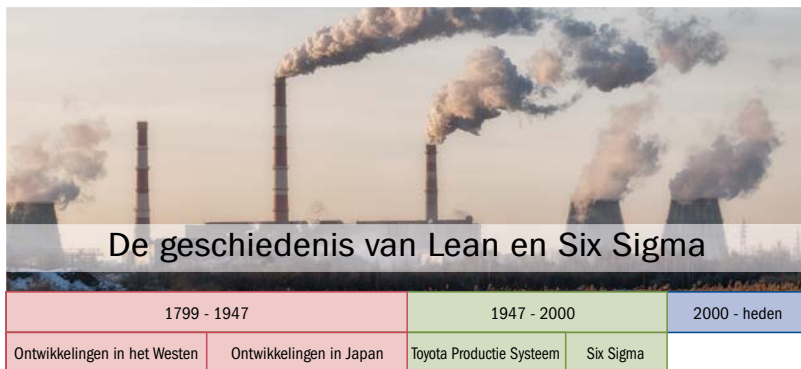 De geschiedenis van Lean en Six Sigma
1799 - 1947 1947 - 2000 2000 - heden
Ontwikkelingen in het Westen Ontwikkelingen in Japan Toyota Productie Systeem Six Sigma